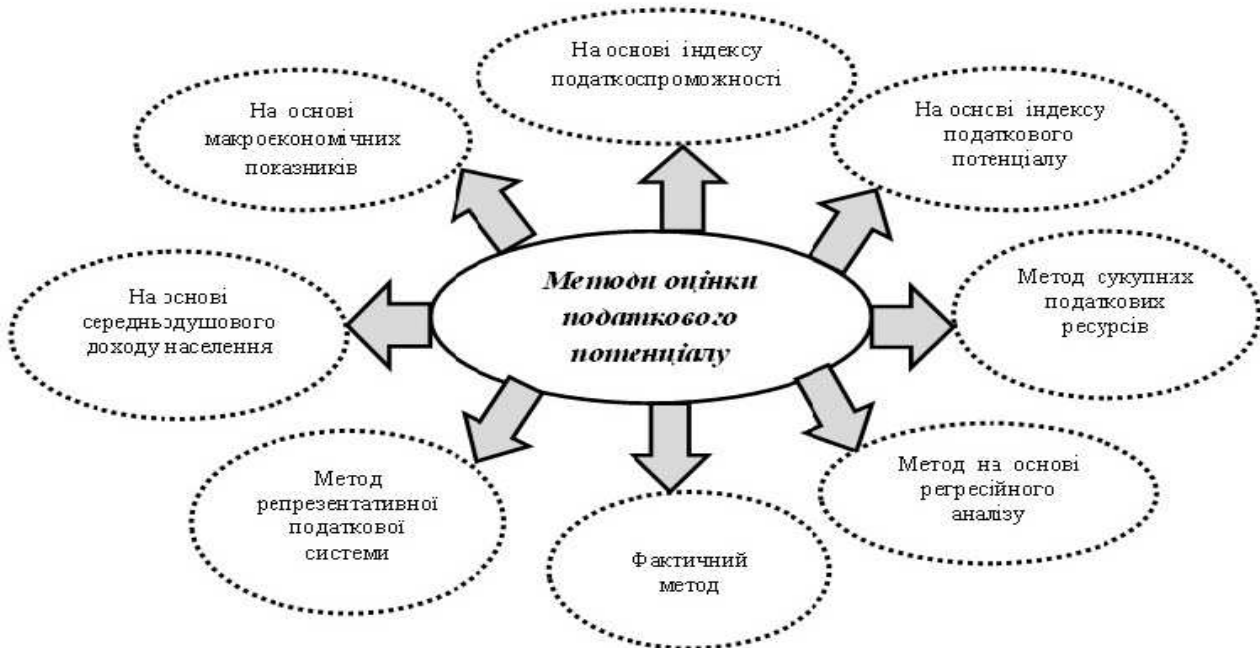 На основі індексу
податкоспроможності
На основі
макроекономічних
показників
На основі індексу
податкового
потенціалу
Методи оцінки
податкового
потенціалу
На основі
середньодушового
доходу населення
Метод сукупних
податкових
ресурсів
Метод
репрезентативної
податкової
системи
Метод на основі
регресійного
аналізу
Фактичний
метод